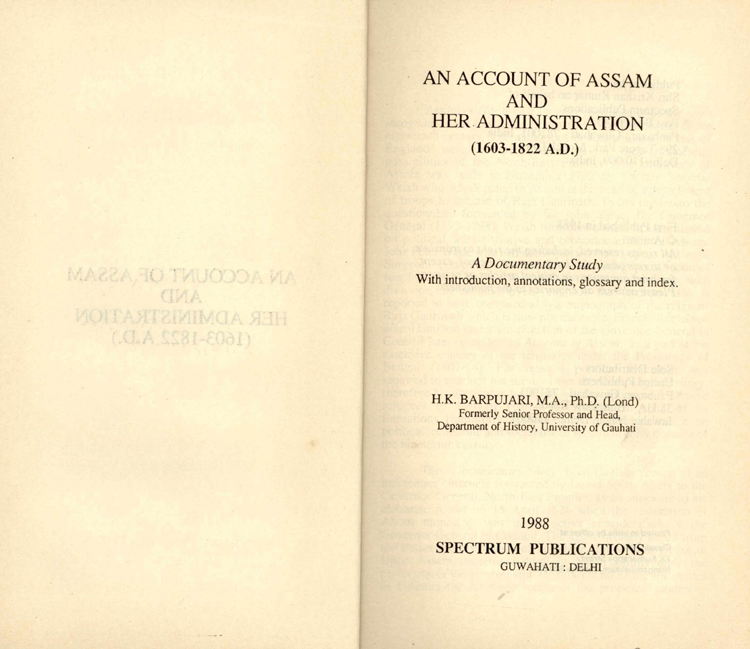 AN ACCOUNT OF ASSAM
AND
HER ADMINISTRATION
(1603-1822 A.D.)
A Documentary Study
With introduction, annotations, glossary and index.
H.K. BARPUJARI, M.A., Ph.D. (Lond)
Formerly Senior Professor and Head,
Department of History, University of Gauhati
1988
SPECTRUM PUBLICATIONS
GUWAHATI : DELHI